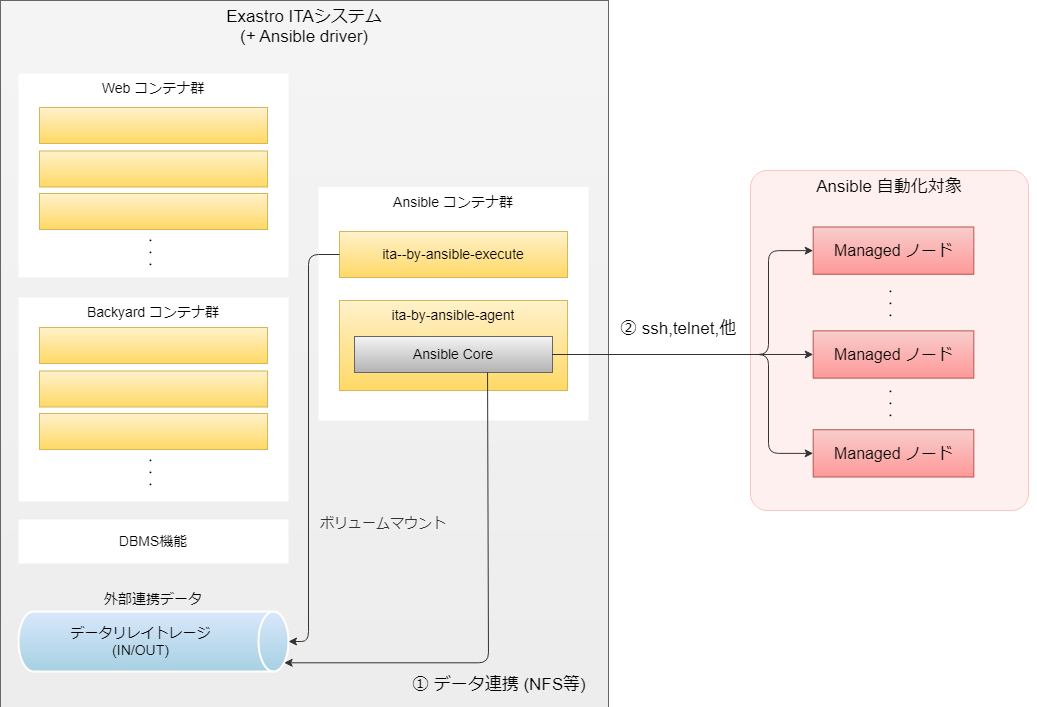 Exastro ITAシステム
(+ Ansible driver)
Web コンテナ群
Ansible コンテナ群
ita--by-ansible-execute
Backyard コンテナ群
ita-by-ansible-agent
Ansible Core
ボリュームマウント
DBMS機能
外部連携データ
データリレイトレージ
(IN/OUT)
① データ連携 (NFS等)
② ssh,telnet,他
Ansible 自動化対象
Managed ノード
Managed ノード
Managed ノード